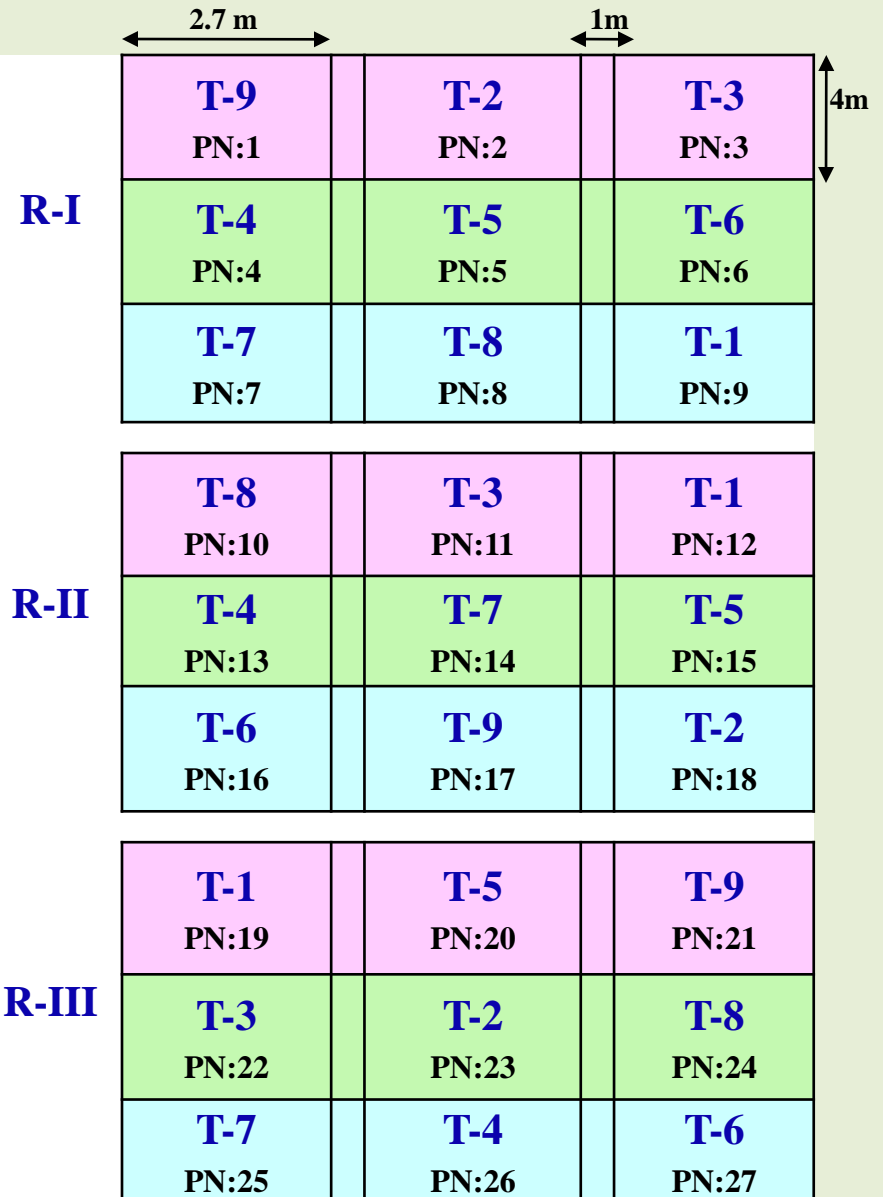 2.7 m 1m
T-9 T-2 T-3
4m
PN:1 PN:2 PN:3
R-I
T-4 T-5 T-6
PN:4 PN:5 PN:6
T-7 T-8 T-1
PN:7 PN:8 PN:9
T-8 T-3 T-1
PN:10 PN:11 PN:12
R-II
T-4 T-7 T-5
PN:13 PN:14 PN:15
T-6 T-9 T-2
PN:16 PN:17 PN:18
T-1 T-5 T-9
PN:19 PN:20 PN:21
R-III
T-3 T-2 T-8
PN:22 PN:23 PN:24
T-7 T-4 T-6
PN:25 PN:26 PN:27